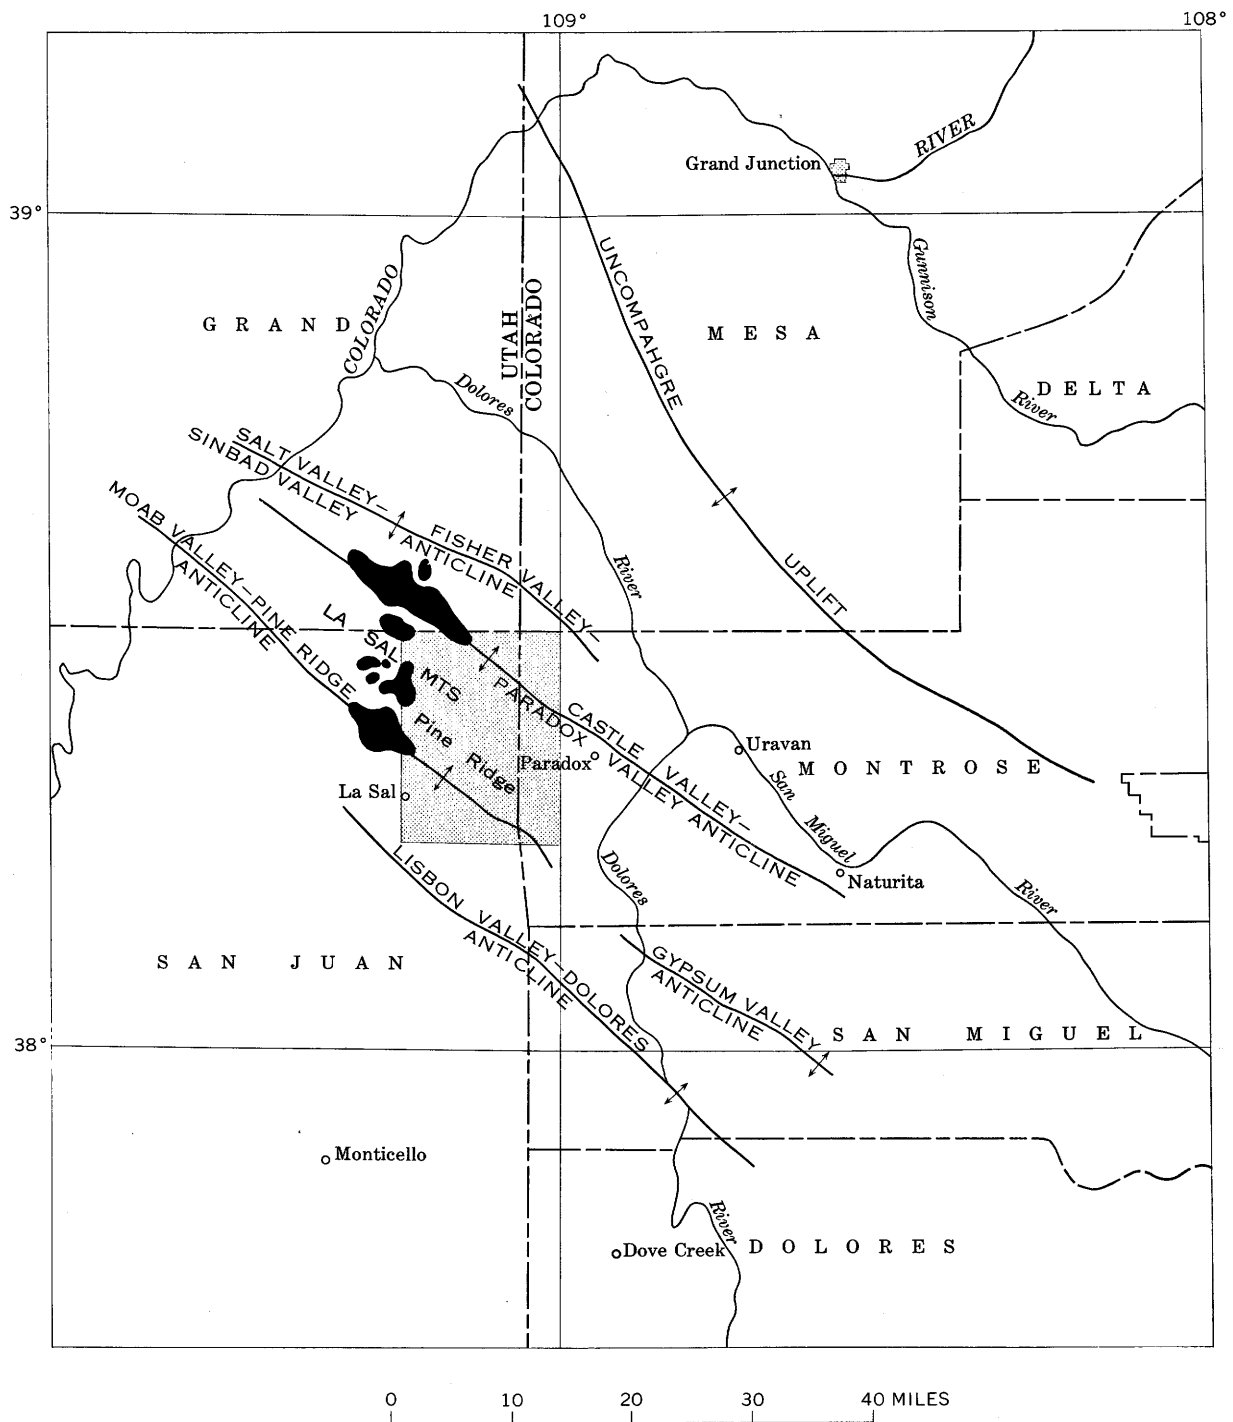 109°
108°
RIVER
Grand Junction
39°
Gunnison
UNCOMPAHGRE
COLORADO
UTAH
COLORADO
GRAND
MESA
Dolores
DELTA
River
SALT VALLEY–
SINBAD VALLEY
FISHER VALLEY–
ANTICLINE
MOAB VALLEY–PINE RIDGE
ANTICLINE
River
UPLIFT
LA SAL MTS
PARADOX
CASTLE VALLEY–
VALLEY ANTICLINE
Pine Ridge
Paradox
Uravan
San Miguel
MONTROSE
La Sal
Naturita
River
Dolores
LISBON VALLEY–DOLORES
ANTICLINE
GYPSUM VALLEY
ANTICLINE
SAN JUAN
SAN MIGUEL
38°
Monticello
River
Dove Creek
DOLORES
0 10 20 30 40 MILES